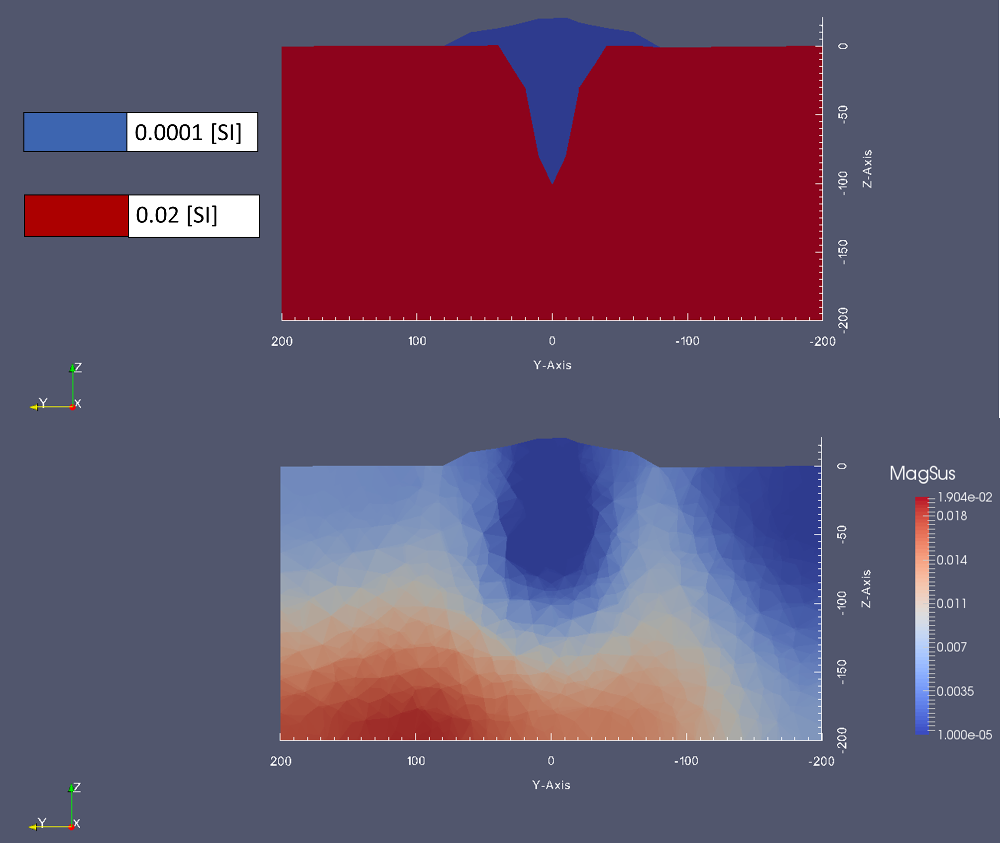 0.0001 [SI]
0.02 [SI]
0
-50
-100
-150
-200
Z-Axis
200 100 0 -100 -200
Y-Axis
Z
Y X
MagSus
1.904e-02
0.018
0.014
0.011
0.007
0.0035
1.000e-05
0
-50
-100
-150
-200
Z-Axis
200 100 0 -100 -200
Y-Axis
Z
Y X